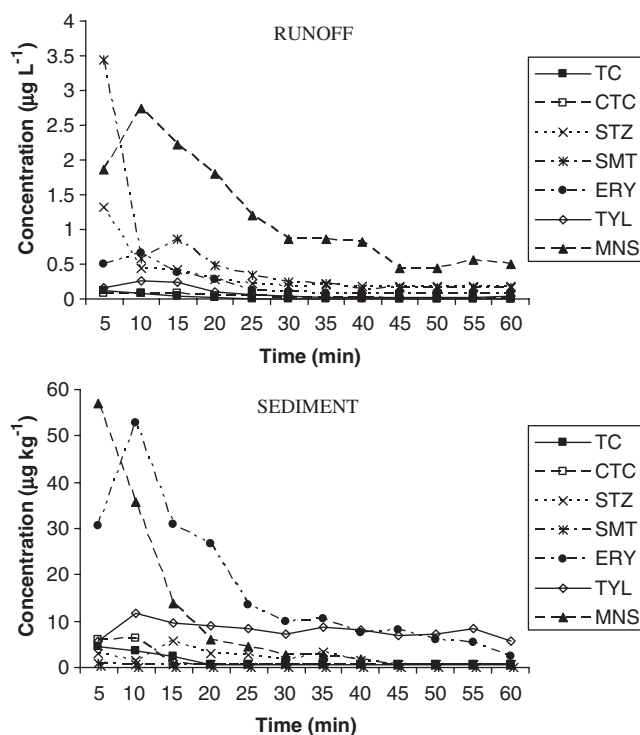 RUNOFF
Concentration (µg L⁻¹)
4
3.5
3
2.5
2
1.5
1
0.5
0
5 10 15 20 25 30 35 40 45 50 55 60
Time (min)
TC
CTC
STZ
SMT
ERY
TYL
MNS
SEDIMENT
Concentration (µg kg⁻¹)
60
50
40
30
20
10
0
5 10 15 20 25 30 35 40 45 50 55 60
Time (min)
TC
CTC
STZ
SMT
ERY
TYL
MNS